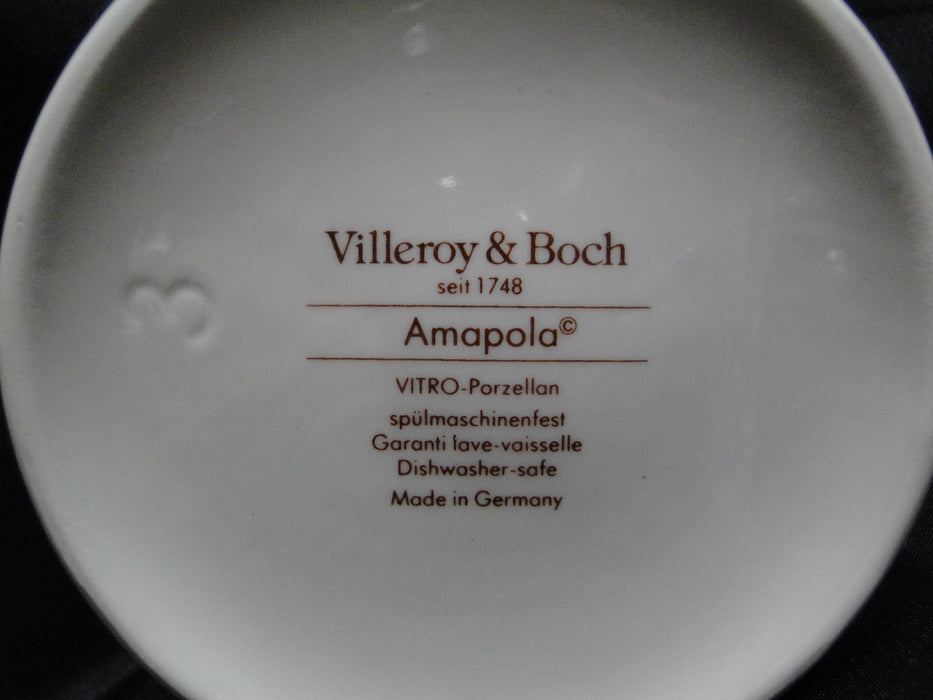 Villeroy & Boch
seit 1748
Amapola©
VITRO-Porzellan
spülmaschinenfest
Garanti lave-vaisselle
Dishwasher-safe
Made in Germany